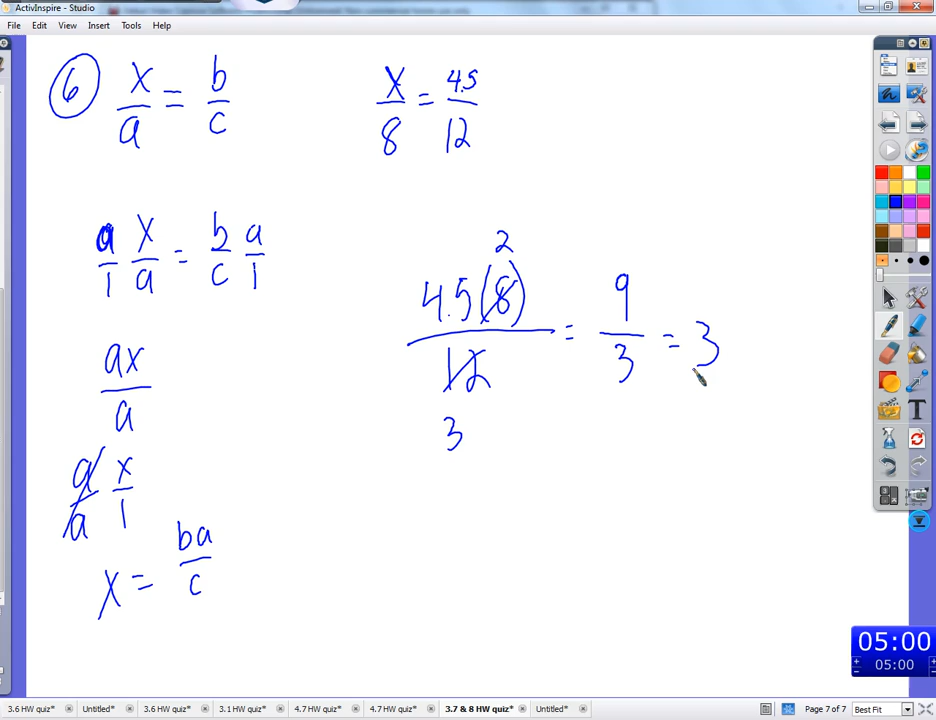 ActivInspire - Studio
File Edit View Insert Tools Help
6 x/a = b/c
x/8 = 4.5/12
a/1 x/a = b/c a/1
2
4.5(8)/12 = 9/3 = 3
3
ax/a
a/a x/1
x = ba/c
05:00
05:00
3.6 HW quiz* Untitled* 3.6 HW quiz* 3.1 HW quiz* 4.7 HW quiz* 4.7 HW quiz* 3.7 & 8 HW quiz* Untitled* Page 7 of 7 Best Fit